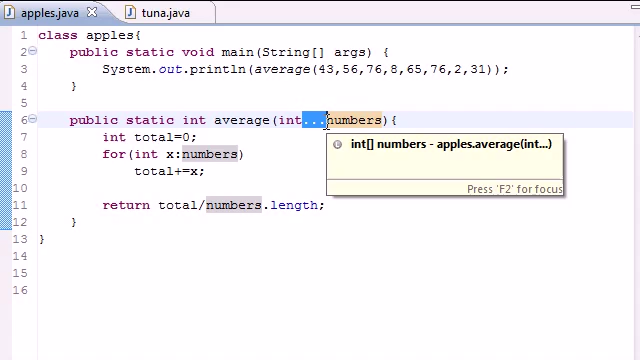 apples.java
tuna.java
1 class apples{
2 public static void main(String[] args) {
3 System.out.println(average(43,56,76,8,65,76,2,31));
4 }
5
6 public static int average(int...numbers){
7 int total=0;
8 for(int x:numbers)
9 total+=x;
10
11 return total/numbers.length;
12 }
13 }
14
15
16
int[] numbers - apples.average(int...)
Press 'F2' for focus